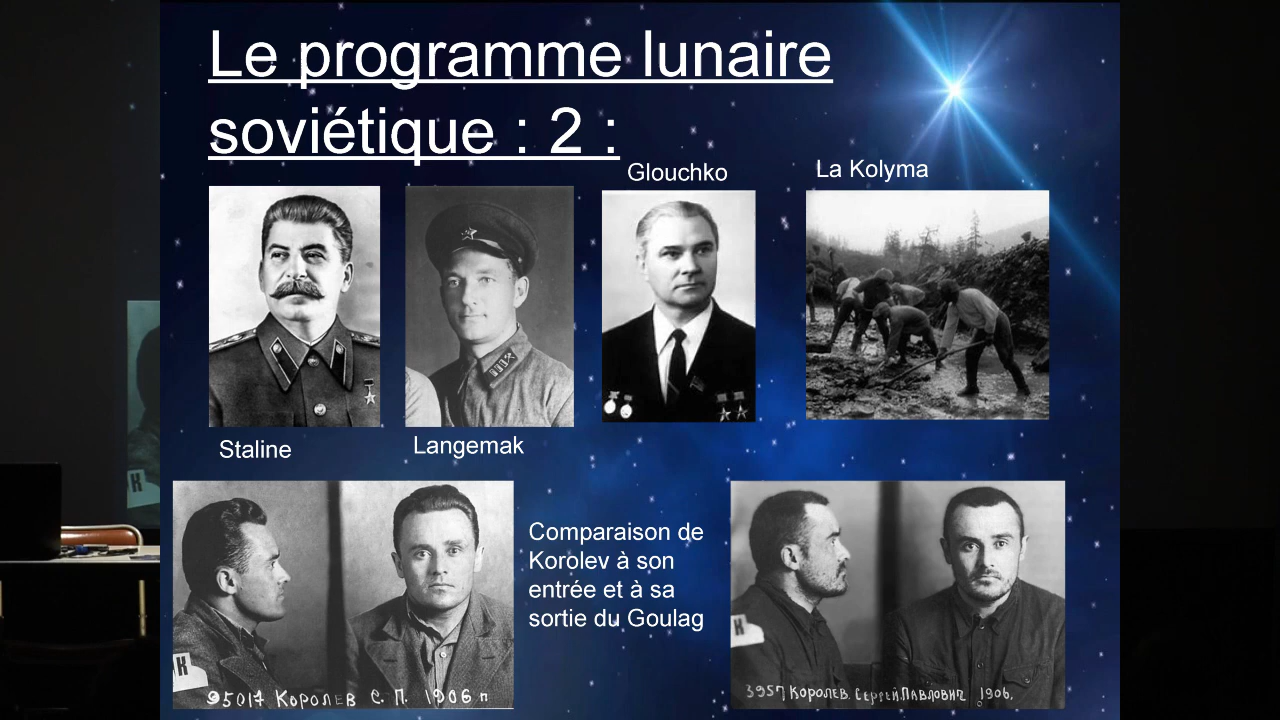 Le programme lunaire
soviétique : 2 :
Glouchko
La Kolyma
Staline
Langemak
Comparaison de
Korolev à son
entrée et à sa
sortie du Goulag
К
95017 Королев С. П. 1906 г
К
3957 Королев. Сергей Павлович 1906.
К